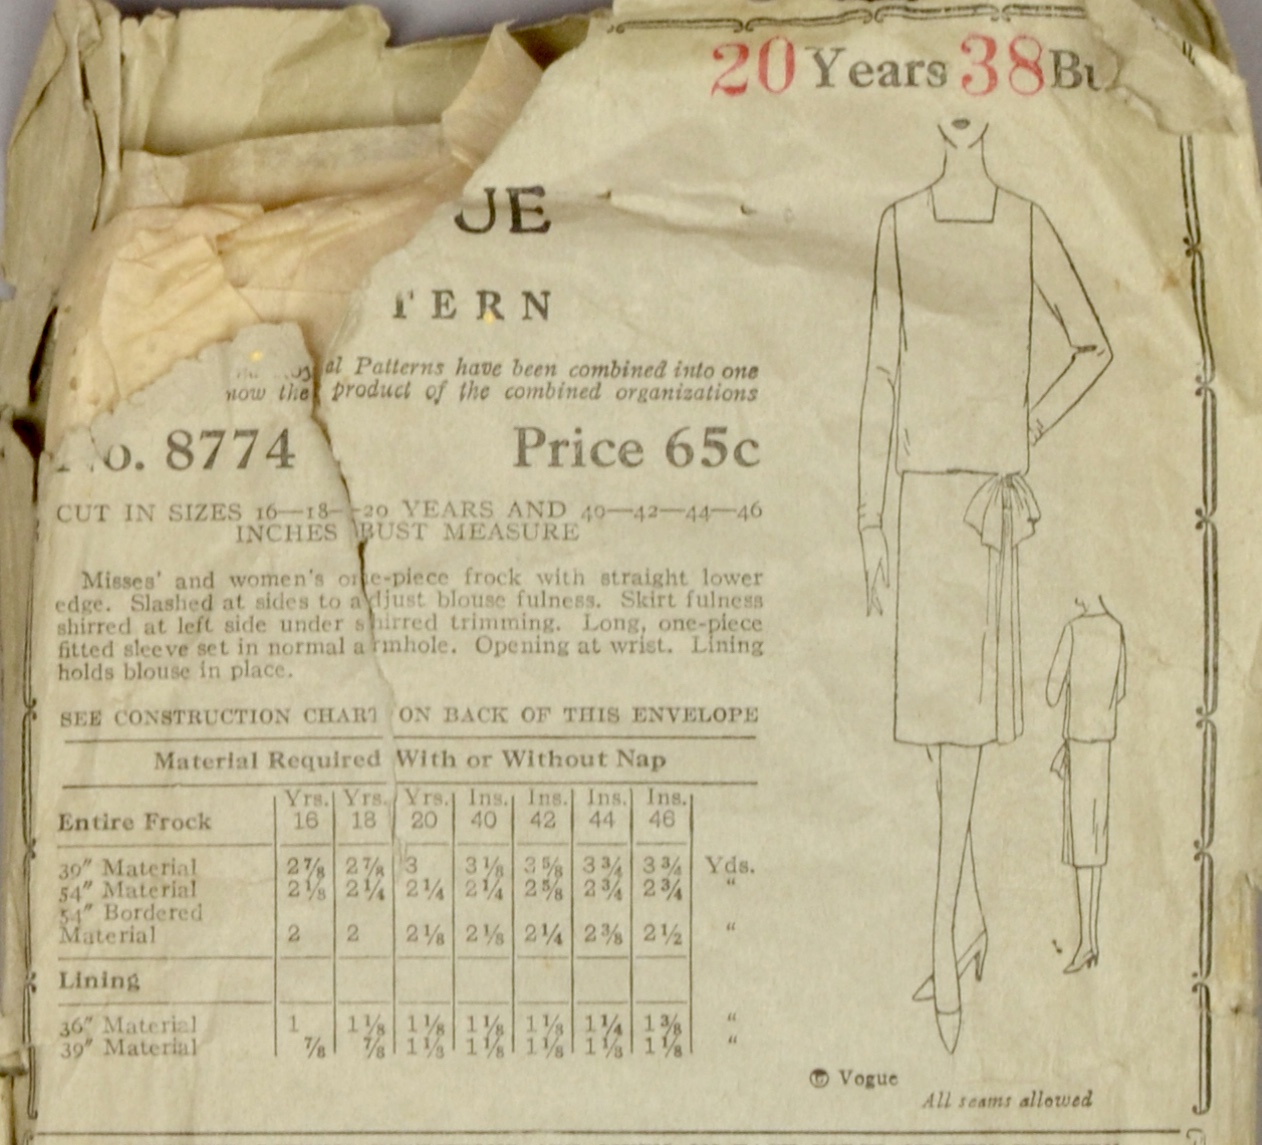 20 Years 38
UE
TERN
al Patterns have been combined into one
now the product of the combined organizations
No. 8774 Price 65c
CUT IN SIZES 16—18—20 YEARS AND 40—42—44—46
INCHES BUST MEASURE
Misses' and women's one-piece frock with straight lower
edge. Slashed at sides to adjust blouse fulness. Skirt fulness
shirred at left side under shirred trimming. Long, one-piece
fitted sleeve set in normal armhole. Opening at wrist. Lining
holds blouse in place.
SEE CONSTRUCTION CHART ON BACK OF THIS ENVELOPE
Material Required With or Without Nap
Yrs. Yrs. Yrs. Ins. Ins. Ins. Ins.
Entire Frock 16 18 20 40 42 44 46
39″ Material 2⅞ 2⅞ 3 3⅛ 3⅝ 3¾ 3¾ Yds.
54″ Material 2⅛ 2¼ 2¼ 2¼ 2⅝ 2¾ 2¾ "
54″ Bordered
Material 2 2 2⅛ 2⅛ 2¼ 2⅜ 2½ "
Lining
36″ Material 1 1⅛ 1⅛ 1⅛ 1⅛ 1¼ 1⅜ "
39″ Material ⅞ ⅞ 1⅛ 1⅛ 1⅛ 1⅛ 1⅛ "
© Vogue
All seams allowed